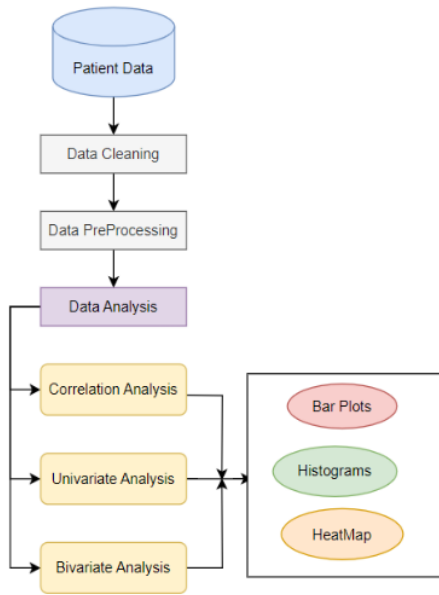 Patient Data
Data Cleaning
Data PreProcessing
Data Analysis
Correlation Analysis
Univariate Analysis
Bivariate Analysis
Bar Plots
Histograms
HeatMap